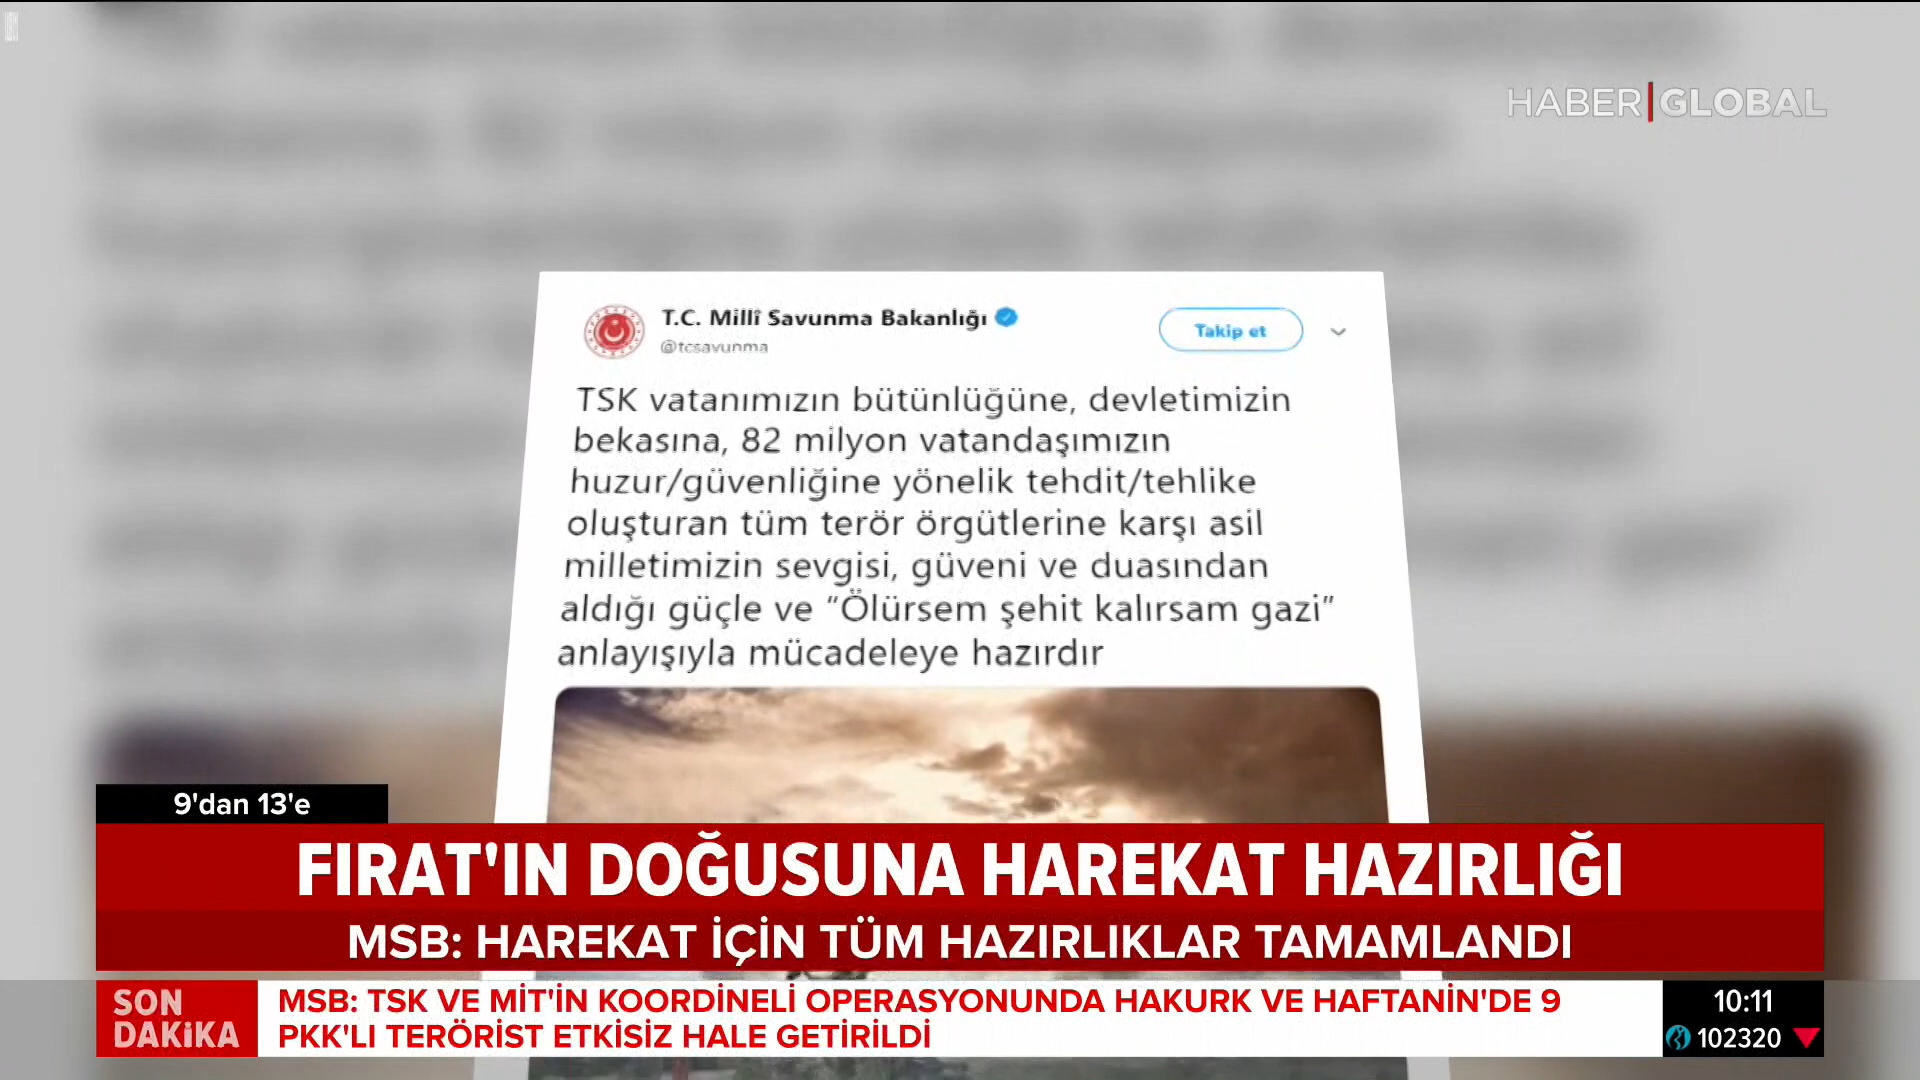 HABER|GLOBAL
T.C. Millî Savunma Bakanlığı
@tcsavunma
Takip et
TSK vatanımızın bütünlüğüne, devletimizin
bekasına, 82 milyon vatandaşımızın
huzur/güvenliğine yönelik tehdit/tehlike
oluşturan tüm terör örgütlerine karşı asil
milletimizin sevgisi, güveni ve duasından
aldığı güçle ve “Ölürsem şehit kalırsam gazi”
anlayışıyla mücadeleye hazırdır
9'dan 13'e
FIRAT'IN DOĞUSUNA HAREKAT HAZIRLIĞI
MSB: HAREKAT İÇİN TÜM HAZIRLIKLAR TAMAMLANDI
SON
DAKİKA
MSB: TSK VE MİT'İN KOORDİNELİ OPERASYONUNDA HAKURK VE HAFTANİN'DE 9
PKK'LI TERÖRİST ETKİSİZ HALE GETİRİLDİ
10:11
102320